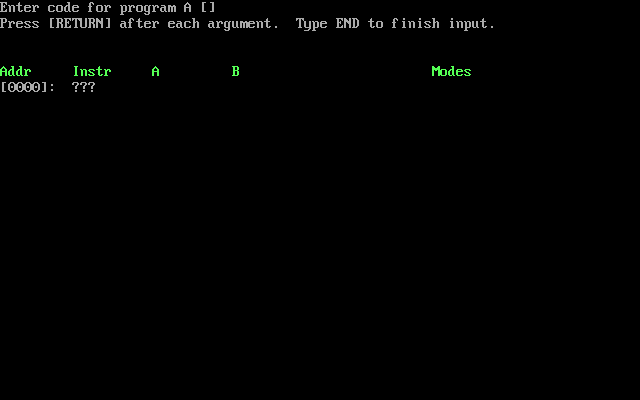 Enter code for program A []
Press [RETURN] after each argument.  Type END to finish input.
Addr     Instr     A         B                        Modes
[0000]:  ???